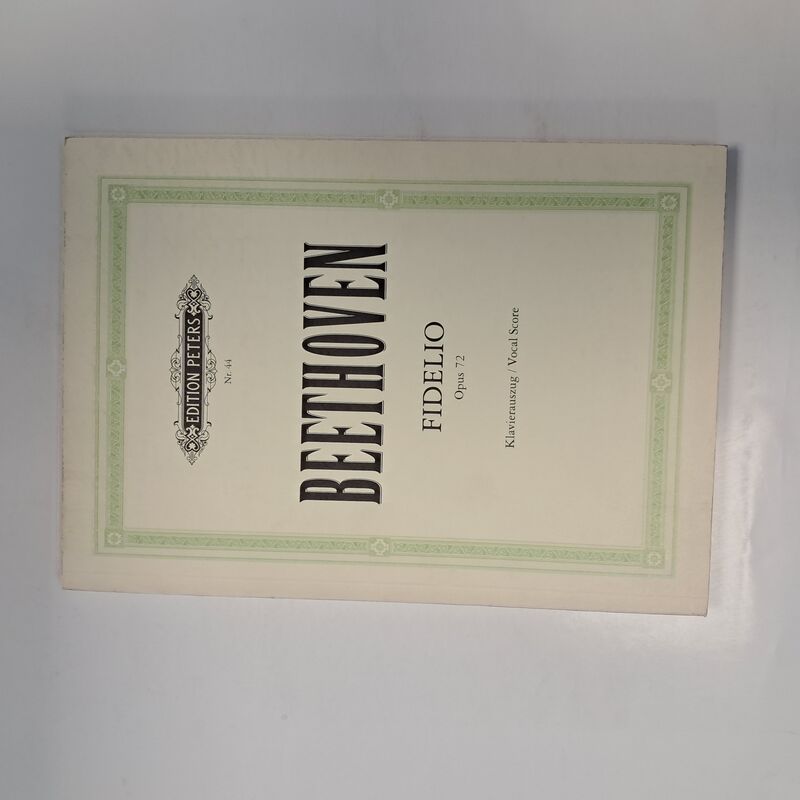 EDITION PETERS
Nr. 44
BEETHOVEN
FIDELIO
Opus 72
Klavierauszug / Vocal Score